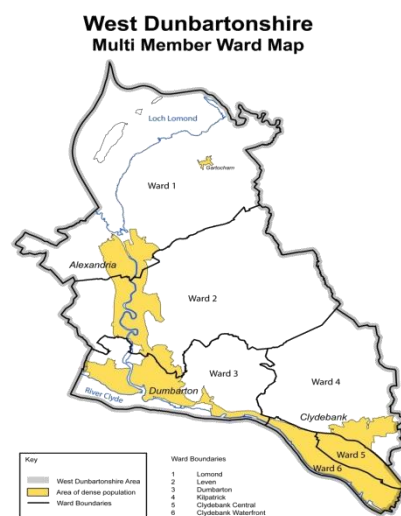 West Dunbartonshire
Multi Member Ward Map
Loch Lomond
Gartocharn
Ward 1
Alexandria
Ward 2
Ward 3
Ward 4
River Clyde
Dumbarton
Clydebank
Ward 5
Ward 6
Key
West Dunbartonshire Area
Area of dense population
Ward Boundaries
Ward Boundaries
1 Lomond
2 Leven
3 Dumbarton
4 Kilpatrick
5 Clydebank Central
6 Clydebank Waterfront